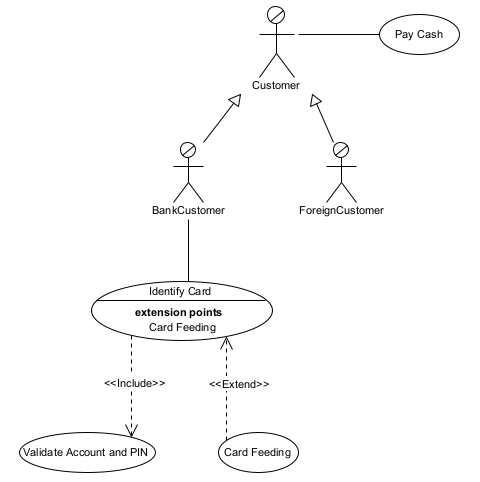 Pay Cash
Customer
BankCustomer
ForeignCustomer
Identify Card
extension points
Card Feeding
<<Include>>
<<Extend>>
Validate Account and PIN
Card Feeding